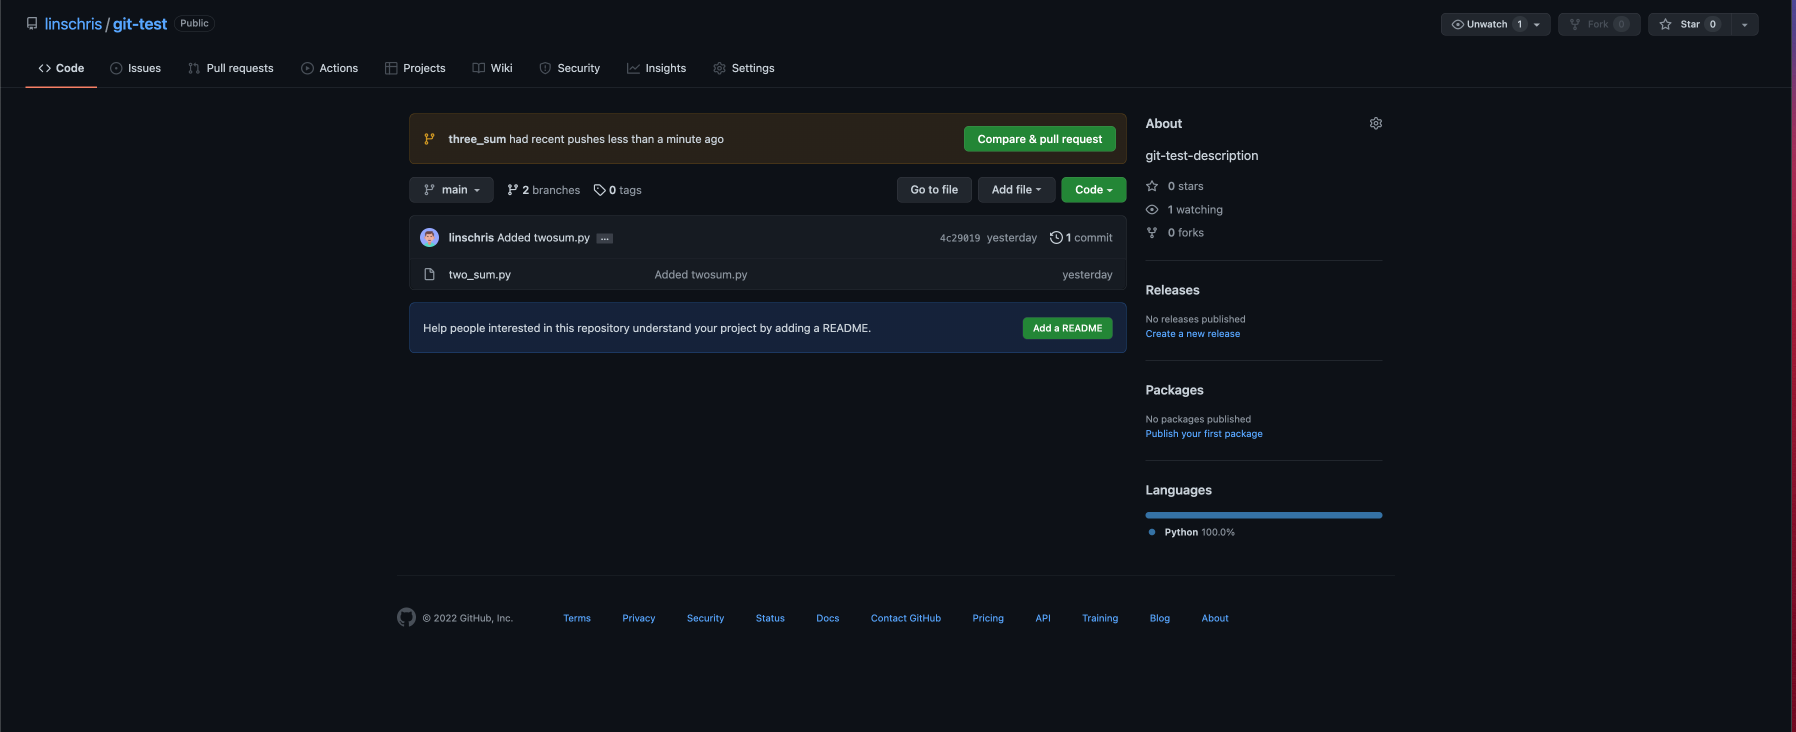 linschris / git-test Public
Unwatch 1
Fork 0
Star 0
Code Issues Pull requests Actions Projects Wiki Security Insights Settings
three_sum had recent pushes less than a minute ago
Compare & pull request
main 2 branches 0 tags
Go to file Add file Code
linschris Added twosum.py ... 4c29019 yesterday 1 commit
two_sum.py Added twosum.py yesterday
Help people interested in this repository understand your project by adding a README.
Add a README
About
git-test-description
0 stars
1 watching
0 forks
Releases
No releases published
Create a new release
Packages
No packages published
Publish your first package
Languages
Python 100.0%
© 2022 GitHub, Inc. Terms Privacy Security Status Docs Contact GitHub Pricing API Training Blog About